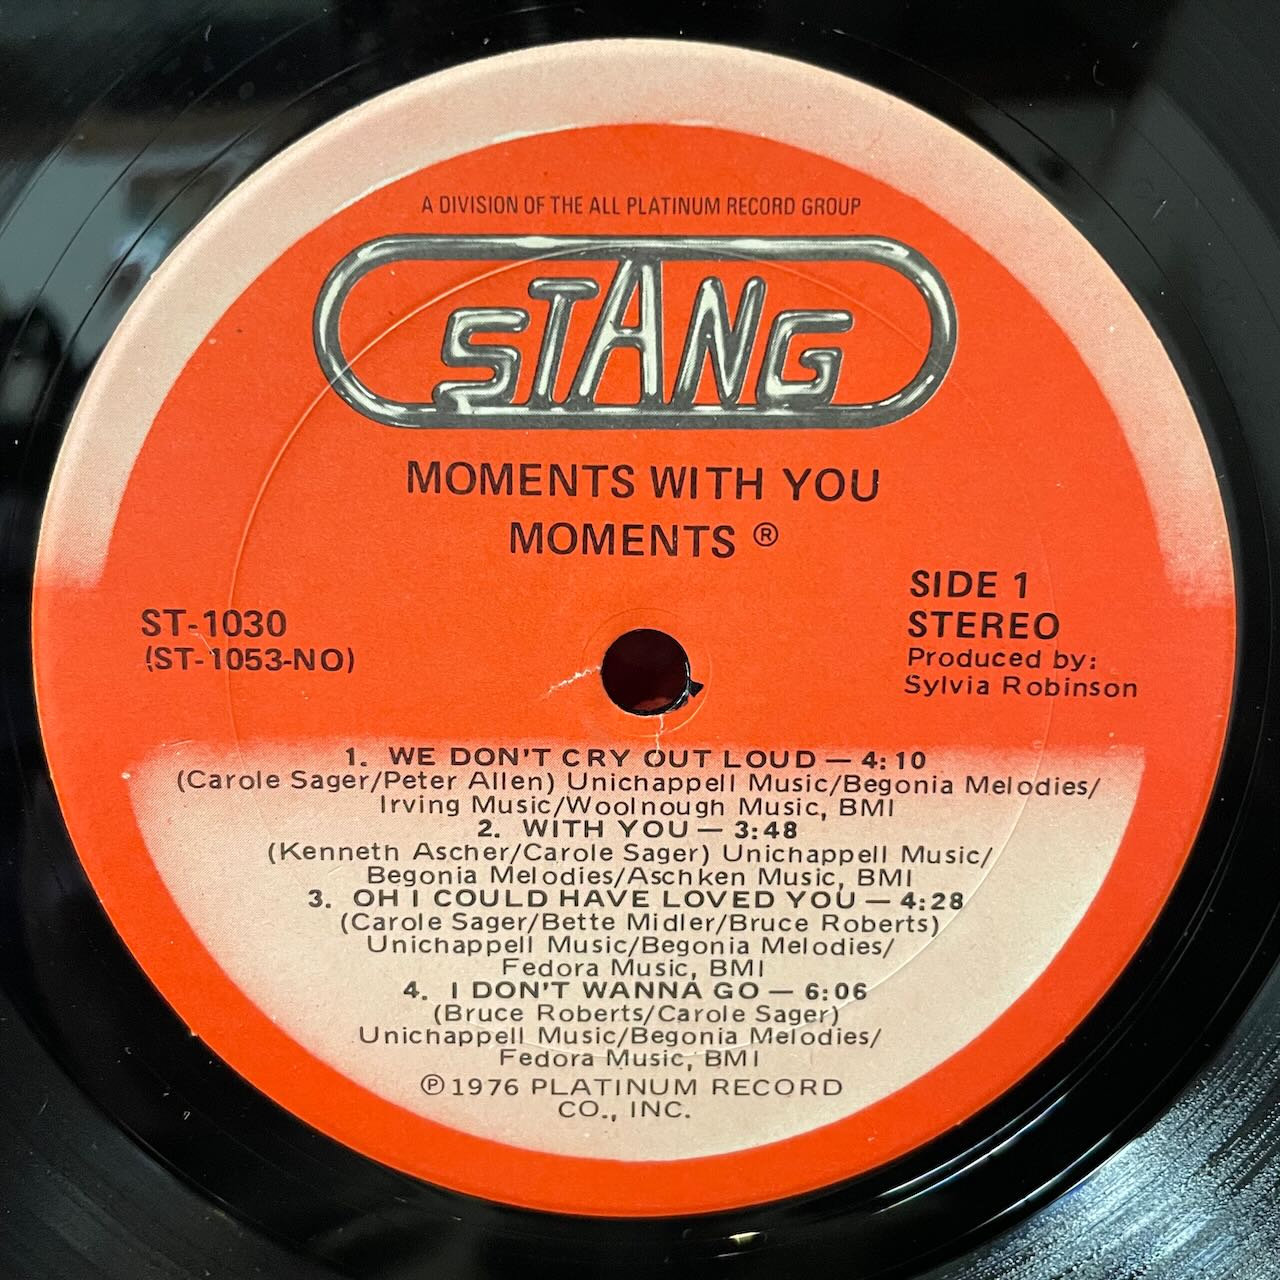 A DIVISION OF THE ALL PLATINUM RECORD GROUP
STANG
MOMENTS WITH YOU
MOMENTS ®
SIDE 1
ST-1030
STEREO
(ST-1053-NO)
Produced by:
Sylvia Robinson
1. WE DON'T CRY OUT LOUD — 4:10
(Carole Sager/Peter Allen) Unichappell Music/Begonia Melodies/
Irving Music/Woolnough Music, BMI
2. WITH YOU — 3:48
(Kenneth Ascher/Carole Sager) Unichappell Music/
Begonia Melodies/Aschken Music, BMI
3. OH I COULD HAVE LOVED YOU — 4:28
(Carole Sager/Bette Midler/Bruce Roberts)
Unichappell Music/Begonia Melodies/
Fedora Music, BMI
4. I DON'T WANNA GO — 6:06
(Bruce Roberts/Carole Sager)
Unichappell Music/Begonia Melodies/
Fedora Music, BMI
℗1976 PLATINUM RECORD
CO., INC.